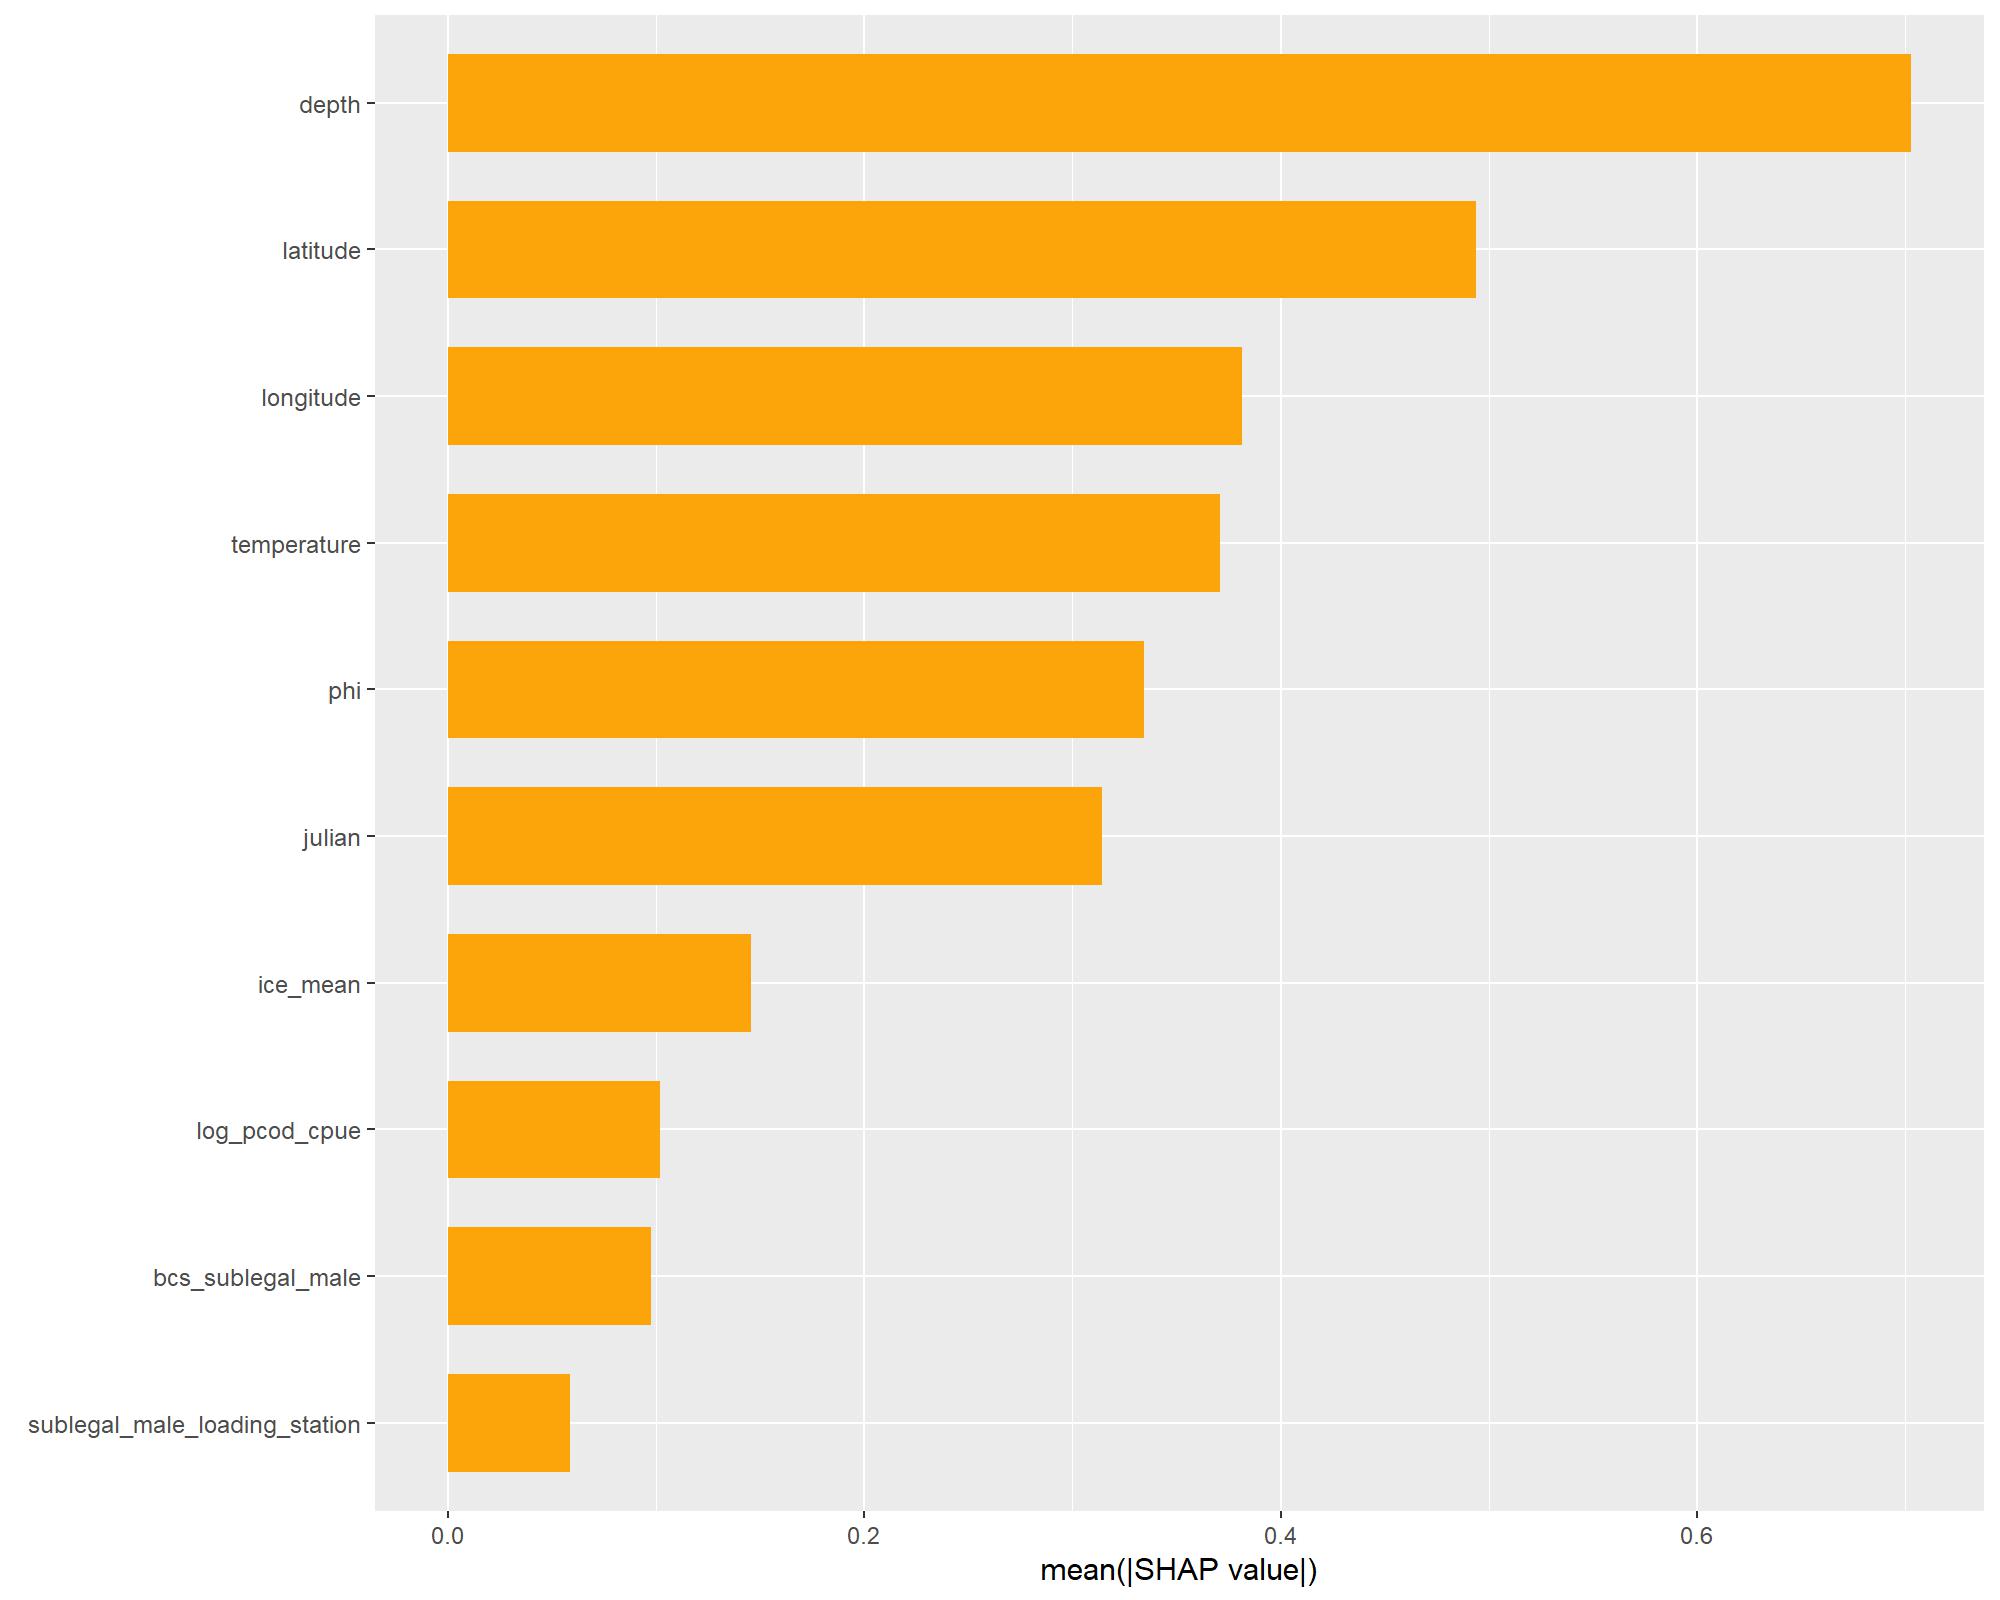 depth
latitude
longitude
temperature
phi
julian
ice_mean
log_pcod_cpue
bcs_sublegal_male
sublegal_male_loading_station
0.0 0.2 0.4 0.6
mean(|SHAP value|)